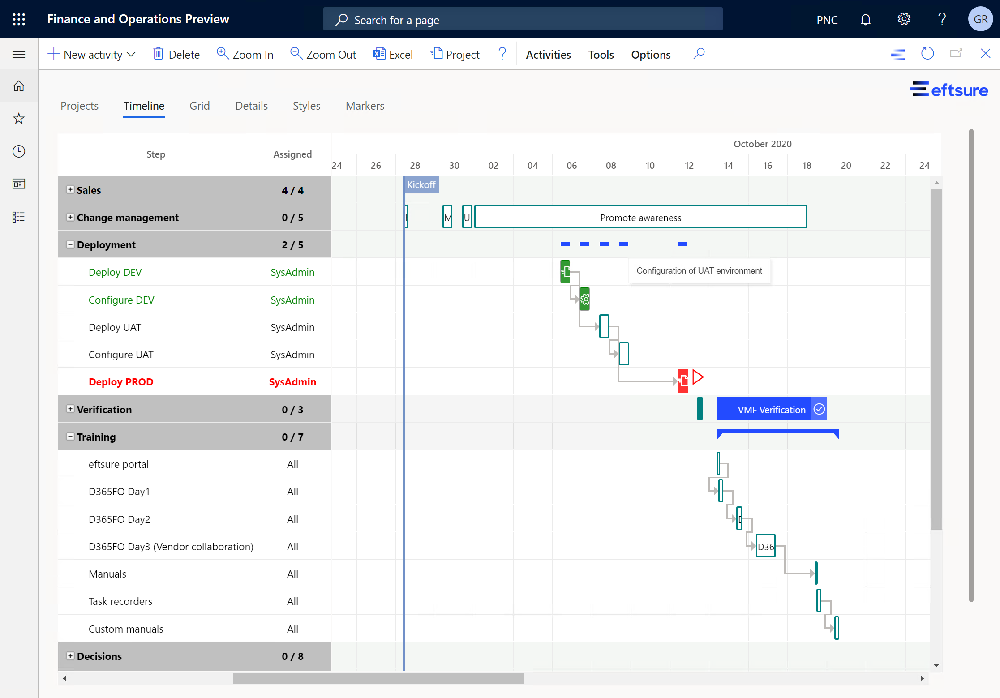 Finance and Operations Preview
Search for a page
PNC
GR
New activity
Delete
Zoom In
Zoom Out
Excel
Project
Activities
Tools
Options
eftsure
Projects
Timeline
Grid
Details
Styles
Markers
Step
Assigned
October 2020
24 26 28 30 02 04 06 08 10 12 14 16 18 20 22 24
Sales 4 / 4
Kickoff
Change management 0 / 5
M U Promote awareness
Deployment 2 / 5
Deploy DEV SysAdmin
Configuration of UAT environment
Configure DEV SysAdmin
Deploy UAT SysAdmin
Configure UAT SysAdmin
Deploy PROD SysAdmin
Verification 0 / 3
VMF Verification
Training 0 / 7
eftsure portal All
D365FO Day1 All
D365FO Day2 All
D365FO Day3 (Vendor collaboration) All
D36
Manuals All
Task recorders All
Custom manuals All
Decisions 0 / 8